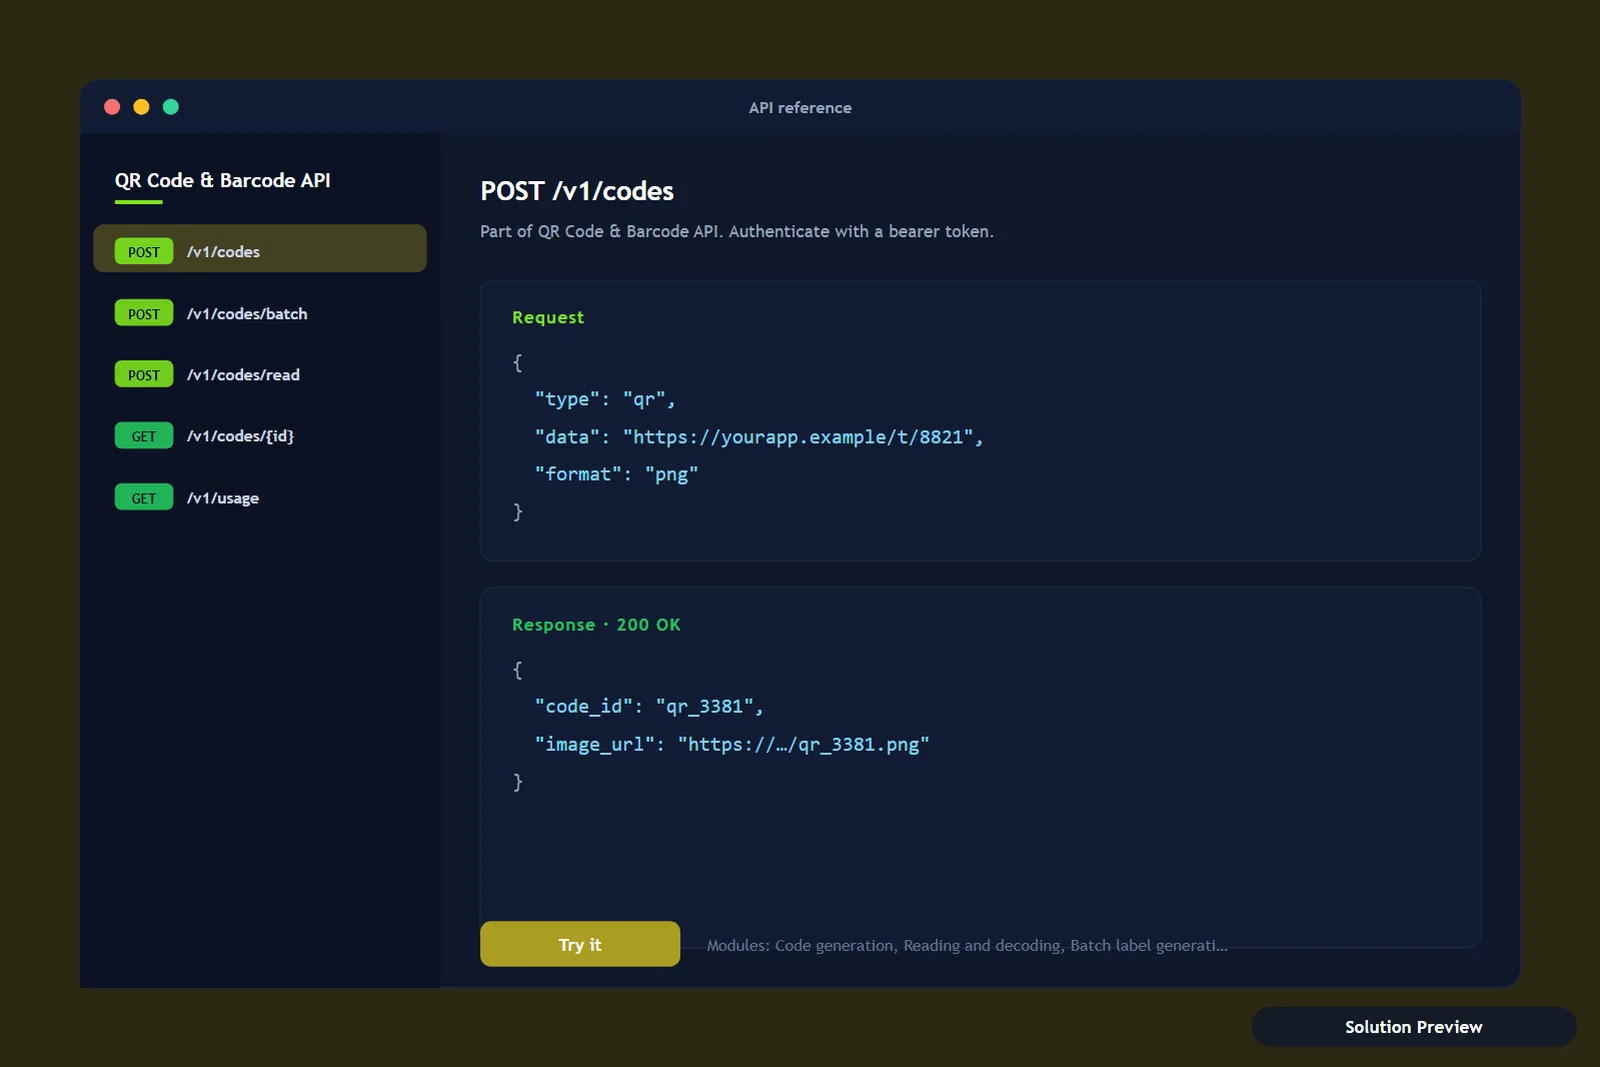 API reference
QR Code & Barcode API
POST /v1/codes
POST /v1/codes/batch
POST /v1/codes/read
GET /v1/codes/{id}
GET /v1/usage
POST /v1/codes
Part of QR Code & Barcode API. Authenticate with a bearer token.
Request
{
"type": "qr",
"data": "https://yourapp.example/t/8821",
"format": "png"
}
Response · 200 OK
{
"code_id": "qr_3381",
"image_url": "https://…/qr_3381.png"
}
Try it
Modules: Code generation, Reading and decoding, Batch label generati…
Solution Preview